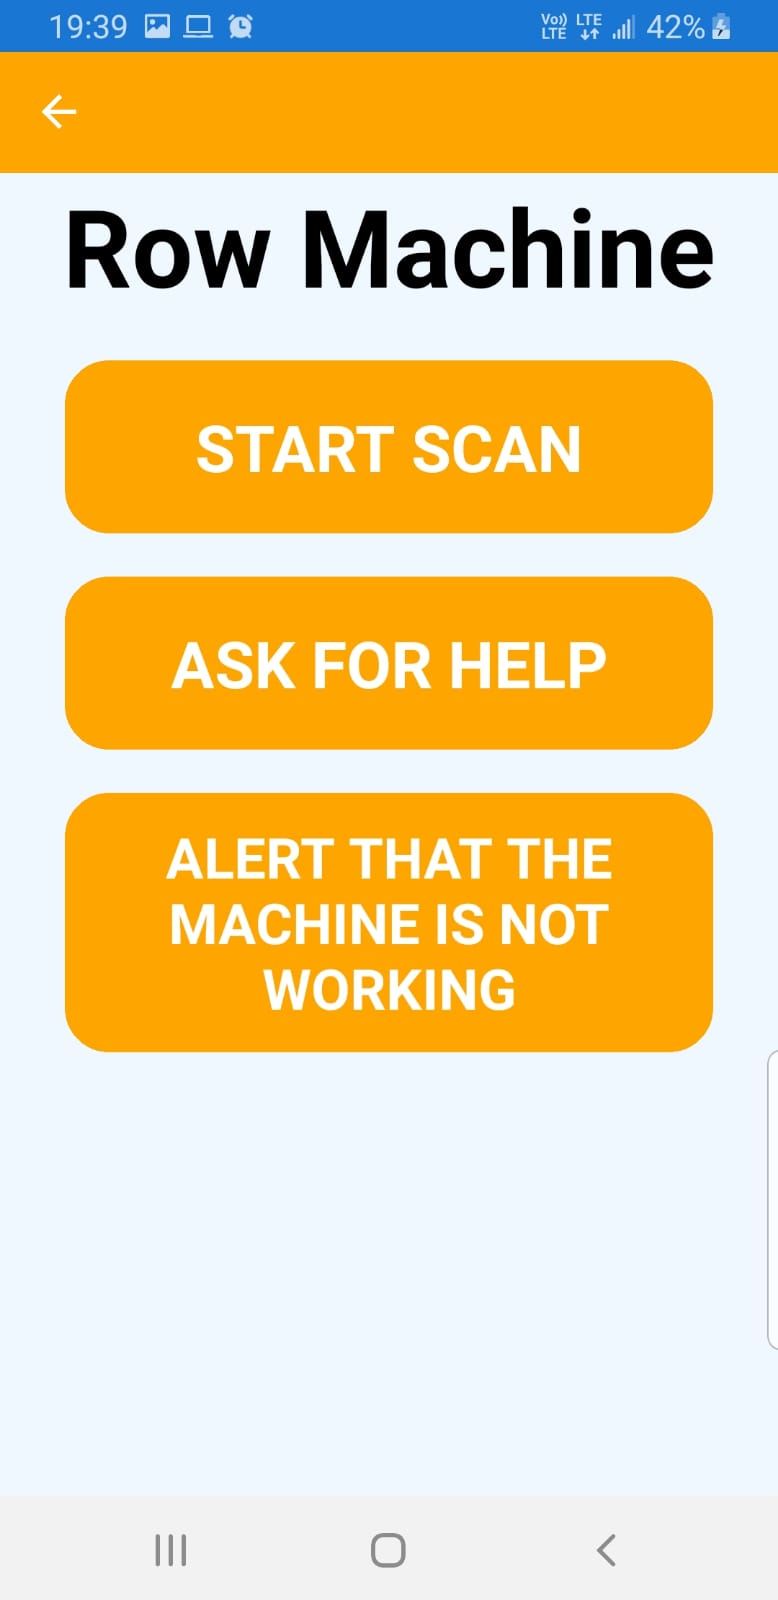 19:39 Vo)) LTE LTE 42%
Row Machine
START SCAN
ASK FOR HELP
ALERT THAT THE
MACHINE IS NOT
WORKING